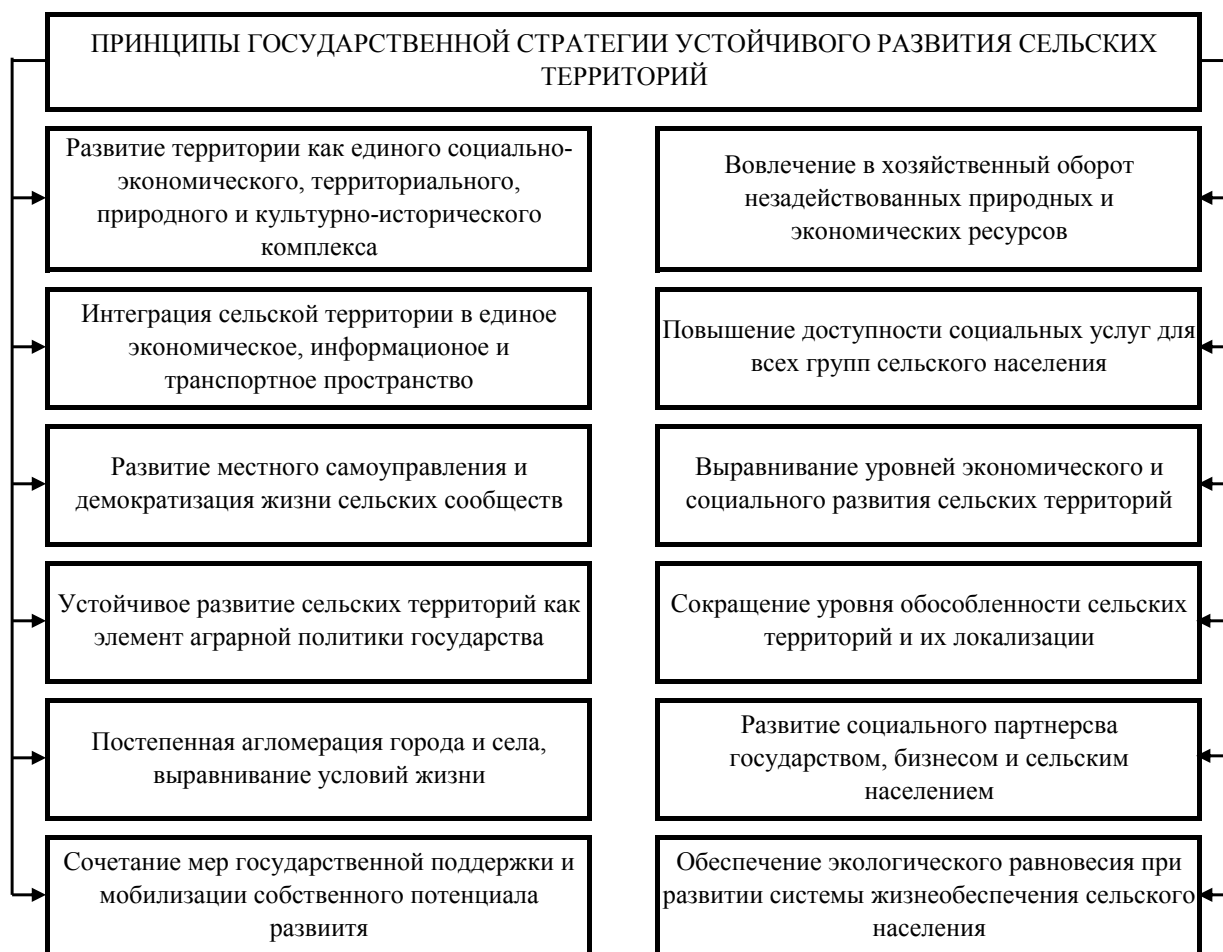 ПРИНЦИПЫ ГОСУДАРСТВЕННОЙ СТРАТЕГИИ УСТОЙЧИВОГО РАЗВИТИЯ СЕЛЬСКИХ
ТЕРРИТОРИЙ
Развитие территории как единого социально-
экономического, территориального,
природного и культурно-исторического
комплекса
Вовлечение в хозяйственный оборот
незадействованных природных и
экономических ресурсов
Интеграция сельской территории в единое
экономическое, информационое и
транспортное пространство
Повышение доступности социальных услуг для
всех групп сельского населения
Развитие местного самоуправления и
демократизация жизни сельских сообществ
Выравнивание уровней экономического и
социального развития сельских территорий
Устойчивое развитие сельских территорий как
элемент аграрной политики государства
Сокращение уровня обособленности сельских
территорий и их локализации
Постепенная агломерация города и села,
выравнивание условий жизни
Развитие социального партнерсва
государством, бизнесом и сельским
населением
Сочетание мер государственной поддержки и
мобилизации собственного потенциала
развиитя
Обеспечение экологического равновесия при
развитии системы жизнеобеспечения сельского
населения